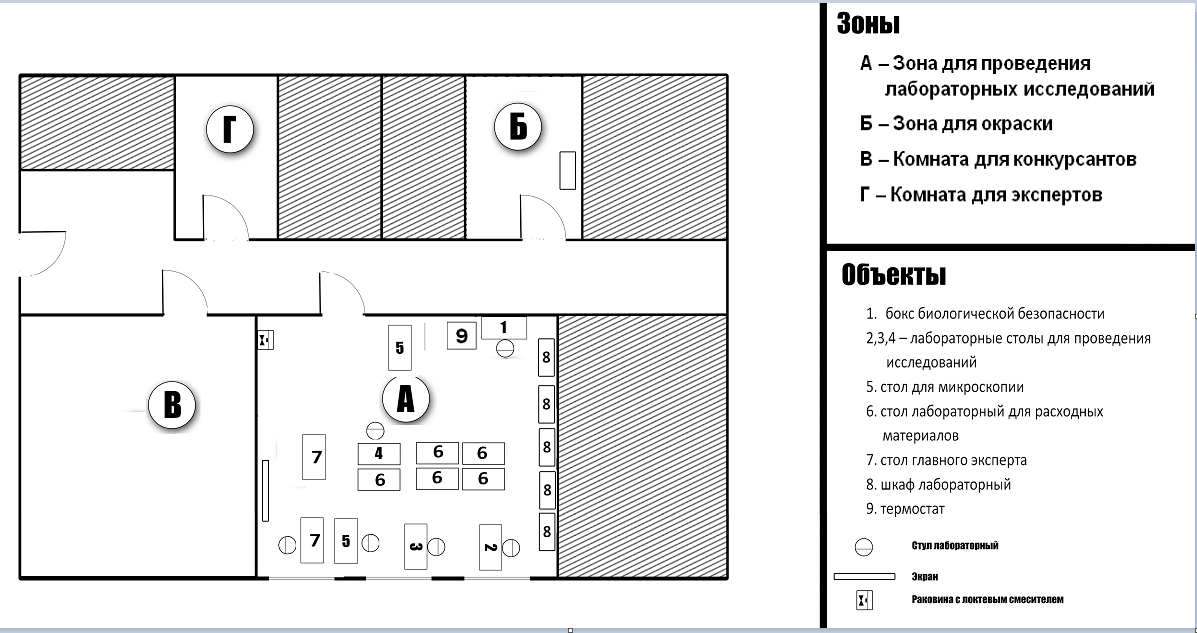 Г
Б
В
А
5
9
1
8
8
8
8
8
7
4
6
6
6
6
6
7
5
3
2
Зоны
А – Зона для проведения
лабораторных исследований
Б – Зона для окраски
В – Комната для конкурсантов
Г – Комната для экспертов
Объекты
1. бокс биологической безопасности
2,3,4 – лабораторные столы для проведения
исследований
5. стол для микроскопии
6. стол лабораторный для расходных
материалов
7. стол главного эксперта
8. шкаф лабораторный
9. термостат
Стул лабораторный
Экран
Раковина с локтевым смесителем